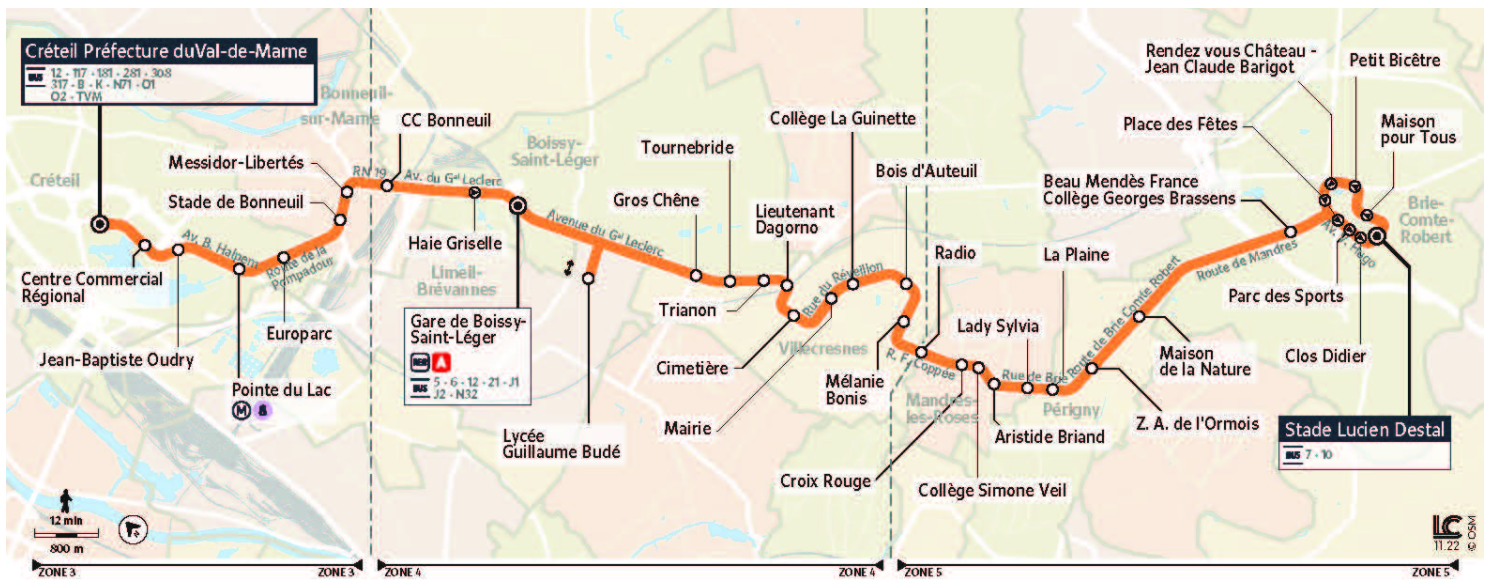 Créteil Préfecture duVal-de-Marne
BUS 12 · 117 · 181 · 281 · 308
317 · B · K · N71 · O1
O2 · TVM
Créteil
Bonneuil-
sur-Marne
Messidor-Libertés
Stade de Bonneuil
RN 19
Av. B. Halpern
Route de la
Pompadour
Centre Commercial
Régional
Jean-Baptiste Oudry
Europarc
Pointe du Lac
M 8
12 min
800 m
CC Bonneuil
Av. du Gal Leclerc
Boissy-
Saint-Léger
Haie Griselle
Limeil-
Brévannes
Gare de Boissy-
Saint-Léger
RER A
BUS 5 · 6 · 12 · 21 · J1
J2 · N32
Avenue du Gal Leclerc
Lycée
Guillaume Budé
Gros Chêne
Tournebride
Trianon
Lieutenant
Dagorno
Cimetière
Mairie
Rue du Réveillon
Villecresnes
Collège La Guinette
Bois d'Auteuil
Mélanie
Bonis
R. F. Coppée
Radio
Mandres-
les-Roses
Croix Rouge
Collège Simone Veil
Aristide Briand
Lady Sylvia
Rue de Brie
La Plaine
Périgny
Z. A. de l'Ormois
Route de Brie Comte Robert
Maison
de la Nature
Route de Mandres
Beau Mendès France
Collège Georges Brassens
Place des Fêtes
Rendez vous Château -
Jean Claude Barigot
Petit Bicêtre
Maison
pour Tous
Brie-
Comte-
Robert
Av. V. Hugo
Parc des Sports
Clos Didier
Stade Lucien Destal
BUS 7 · 10
LC
11.22
© OSM
ZONE 3
ZONE 3
ZONE 4
ZONE 4
ZONE 5
ZONE 5